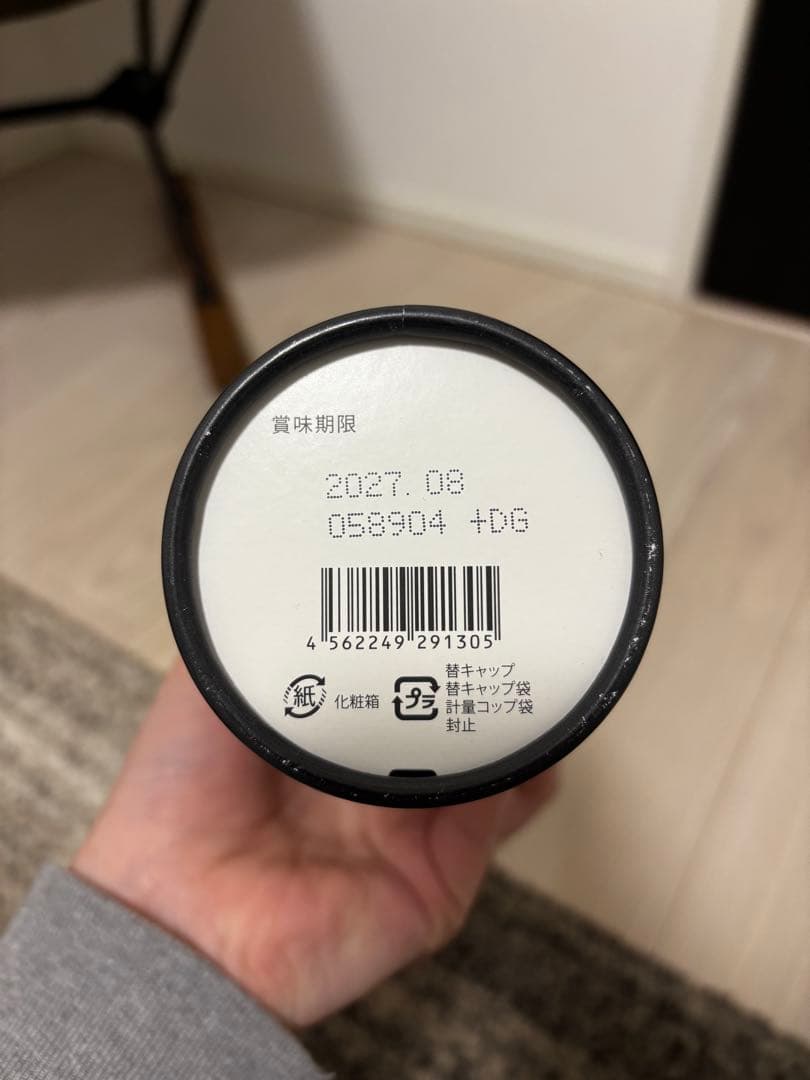 賞味期限
2027. 08
058904 +DG
4 562249 291305
紙 化粧箱
プラ
替キャップ
替キャップ袋
計量コップ袋
封止